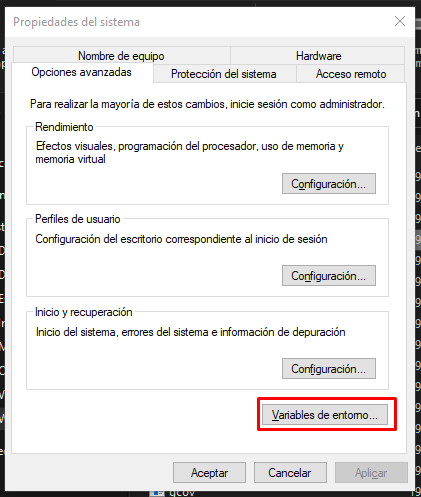 Propiedades del sistema
Nombre de equipo
Hardware
Opciones avanzadas
Protección del sistema
Acceso remoto
Para realizar la mayoría de estos cambios, inicie sesión como administrador.
Rendimiento
Efectos visuales, programación del procesador, uso de memoria y
memoria virtual
Configuración...
Perfiles de usuario
Configuración del escritorio correspondiente al inicio de sesión
Configuración...
Inicio y recuperación
Inicio del sistema, errores del sistema e información de depuración
Configuración...
Variables de entorno...
Aceptar
Cancelar
Aplicar
gcov